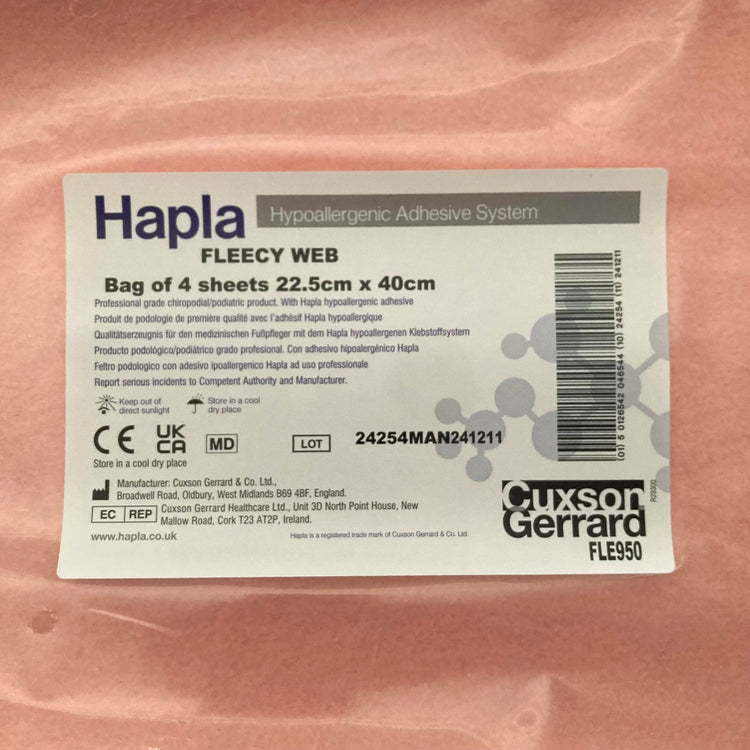 Hapla
Hypoallergenic Adhesive System
FLEECY WEB
Bag of 4 sheets 22.5cm x 40cm
Professional grade chiropodial/podiatric product. With Hapla hypoallergenic adhesive
Produit de podologie de première qualité avec l'adhésif Hapla hypoallergique
Qualitätserzeugnis für den medizinischen Fußpfleger mit dem Hapla hypoallergenen Klebstoffsystem
Producto podológico/podiátrico grado profesional. Con adhesivo hipoalergénico Hapla
Feltro podologico con adesivo ipoallergenico Hapla ad uso professionale
Report serious incidents to Competent Authority and Manufacturer.
Keep out of
direct sunlight
Store in a cool
dry place
CE
UK
CA
MD
LOT
24254MAN241211
Store in a cool dry place
Manufacturer: Cuxson Gerrard & Co. Ltd.,
Broadwell Road, Oldbury, West Midlands B69 4BF, England.
EC REP
Cuxson Gerrard Healthcare Ltd., Unit 3D North Point House, New
Mallow Road, Cork T23 AT2P, Ireland.
www.hapla.co.uk
Hapla is a registered trade mark of Cuxson Gerrard & Co. Ltd.
(01) 5 0126542 046544 (10) 24254 (11) 241211
Cuxson
Gerrard
FLE950
R29300